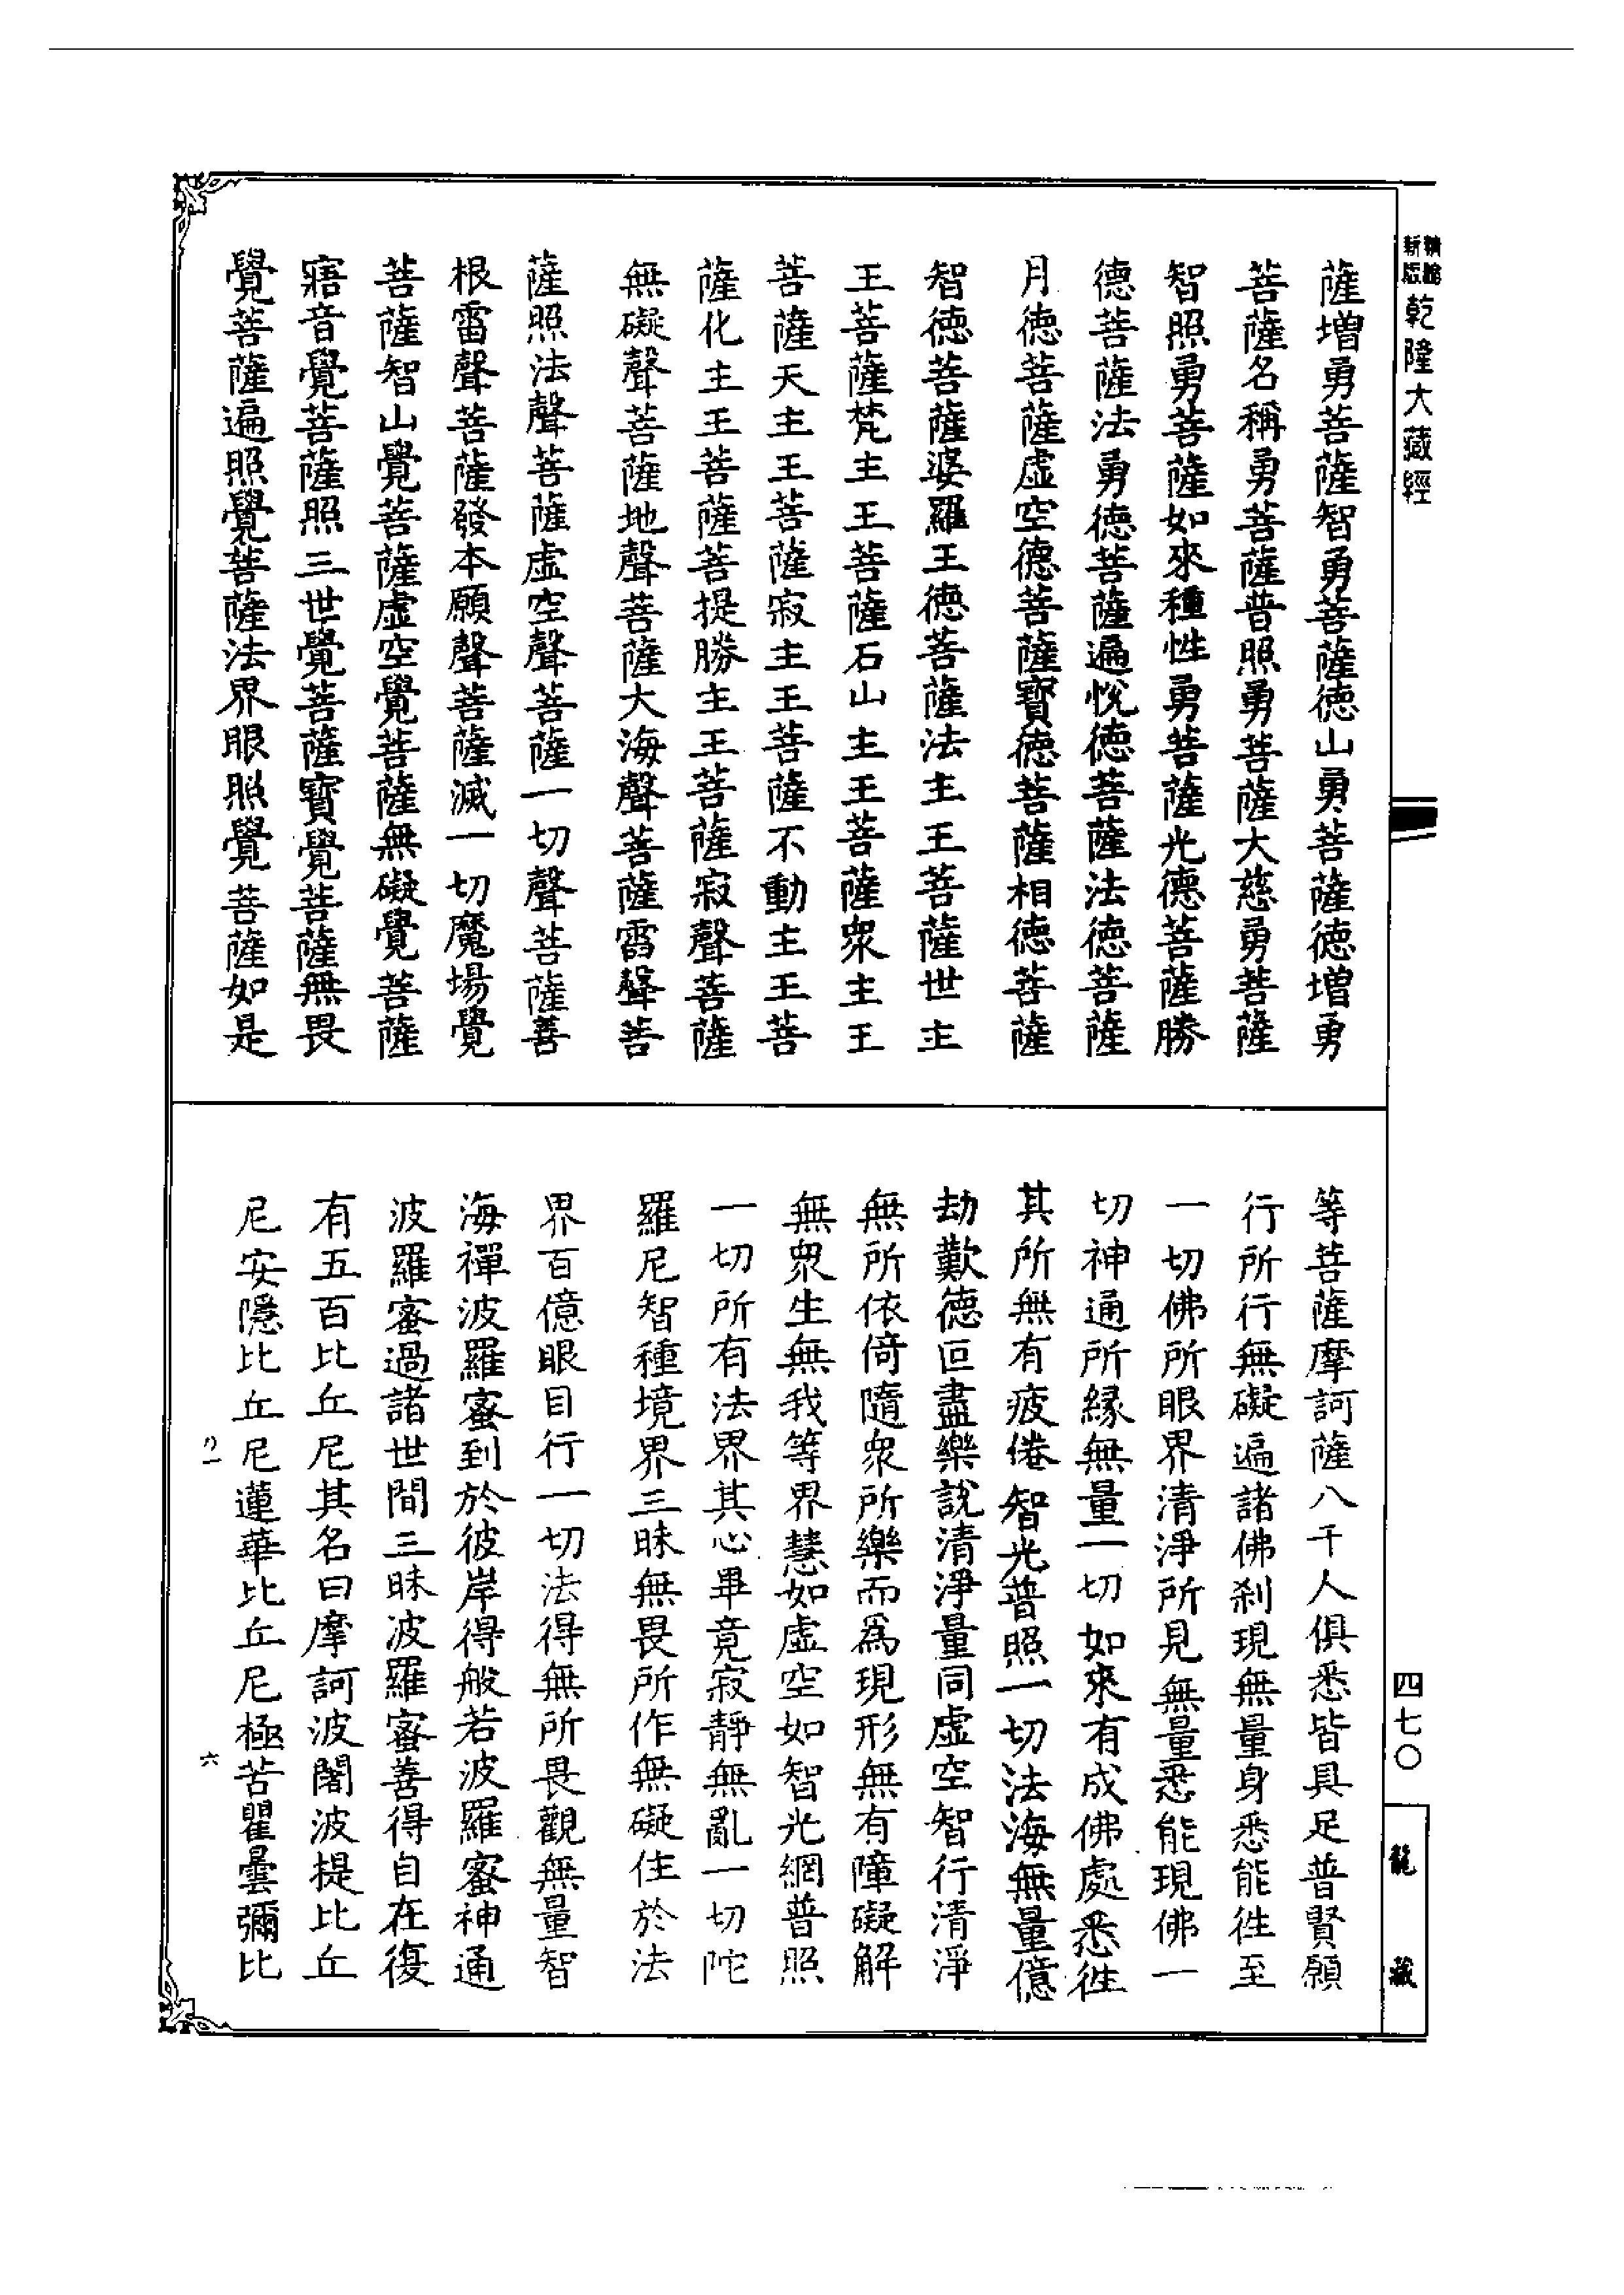 乾隆大藏經
薩增勇菩薩智勇菩薩德山勇菩薩德增勇
菩薩名稱勇菩薩普照勇菩薩大慈勇菩薩
智照勇菩薩如來種性勇菩薩光德菩薩勝
德菩薩法勇德菩薩遍悅德菩薩法德菩薩
月德菩薩虛空德菩薩寶德菩薩相德菩薩
智德菩薩婆羅王德菩薩法主王菩薩世主
王菩薩梵主王菩薩石山主王菩薩眾主王
菩薩天主王菩薩寂主王菩薩不動主王菩
薩化主王菩薩菩提勝主王菩薩寂聲菩薩
無礙聲菩薩地聲菩薩大海聲菩薩雷聲菩
薩照法聲菩薩虛空聲菩薩一切聲菩薩善
根雷聲菩薩發本願聲菩薩滅一切魔場覺
菩薩智山覺菩薩虛空覺菩薩無礙覺菩薩
寤音覺菩薩照三世覺菩薩寶覺菩薩無畏
覺菩薩遍照覺菩薩法界眼照覺菩薩如是
等菩薩摩訶薩八千人俱悉皆具足普賢願
行所行無礙遍諸佛剎現無量身悉能往至
一切佛所眼界清淨所見無量悉能現佛一
切神通所緣無量一切如來有成佛處悉往
其所無有疲倦智光普照一切法海無量億
劫歎德叵盡樂說清淨量同虛空智行清淨
無所依倚隨眾所樂而為現形無有障礙解
無眾生無我等界慧如虛空如智光網普照
一切所有法界其心畢竟寂靜無亂一切陀
羅尼智種境界三昧無畏所作無礙住於法
界百億眼目行一切法得無所畏觀無量智
海禪波羅蜜到於彼岸得般若波羅蜜神通
波羅蜜過諸世間三昧波羅蜜善得自在復
有五百比丘尼其名曰摩訶波闍波提比丘
尼安隱比丘尼蓮華比丘尼極苦瞿曇彌比
六
四七〇
龍藏